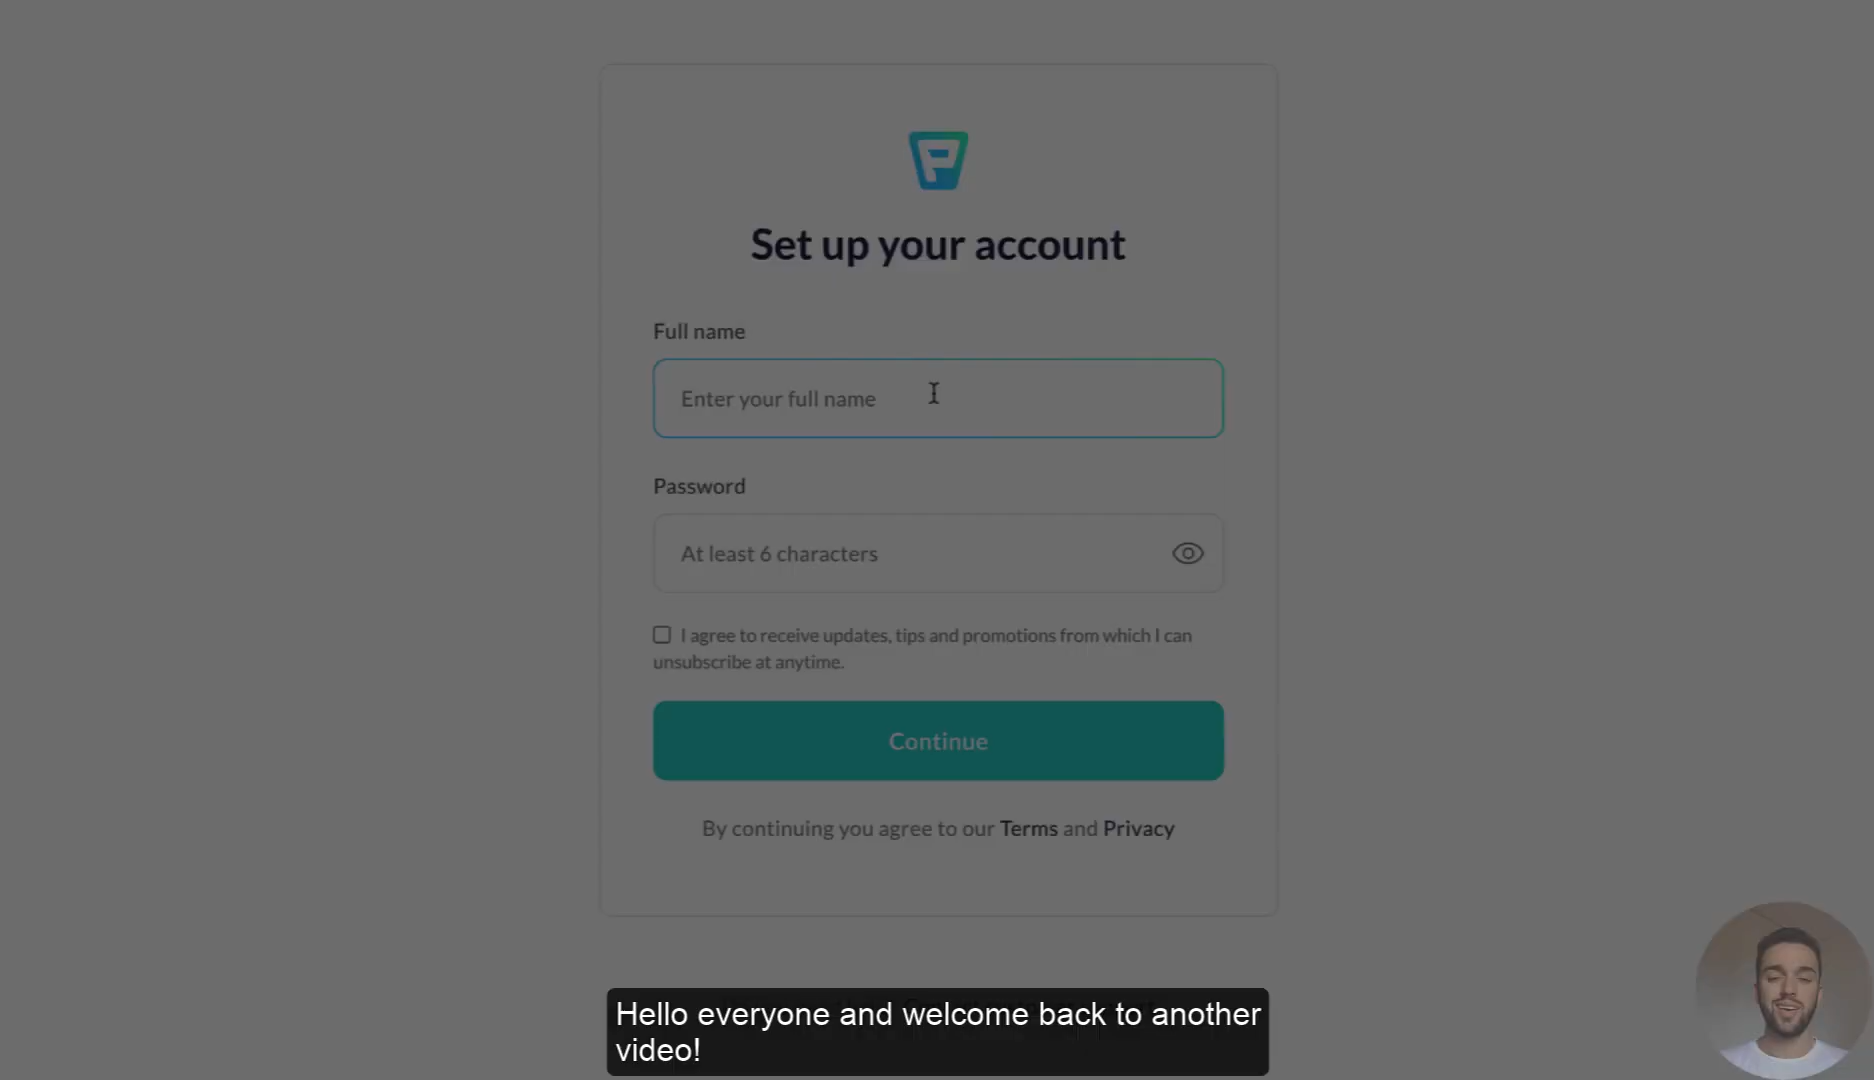 Set up your account
Full name
Enter your full name
Password
At least 6 characters
I agree to receive updates, tips and promotions from which I can
unsubscribe at anytime.
Continue
By continuing you agree to our Terms and Privacy
Hello everyone and welcome back to another
video!